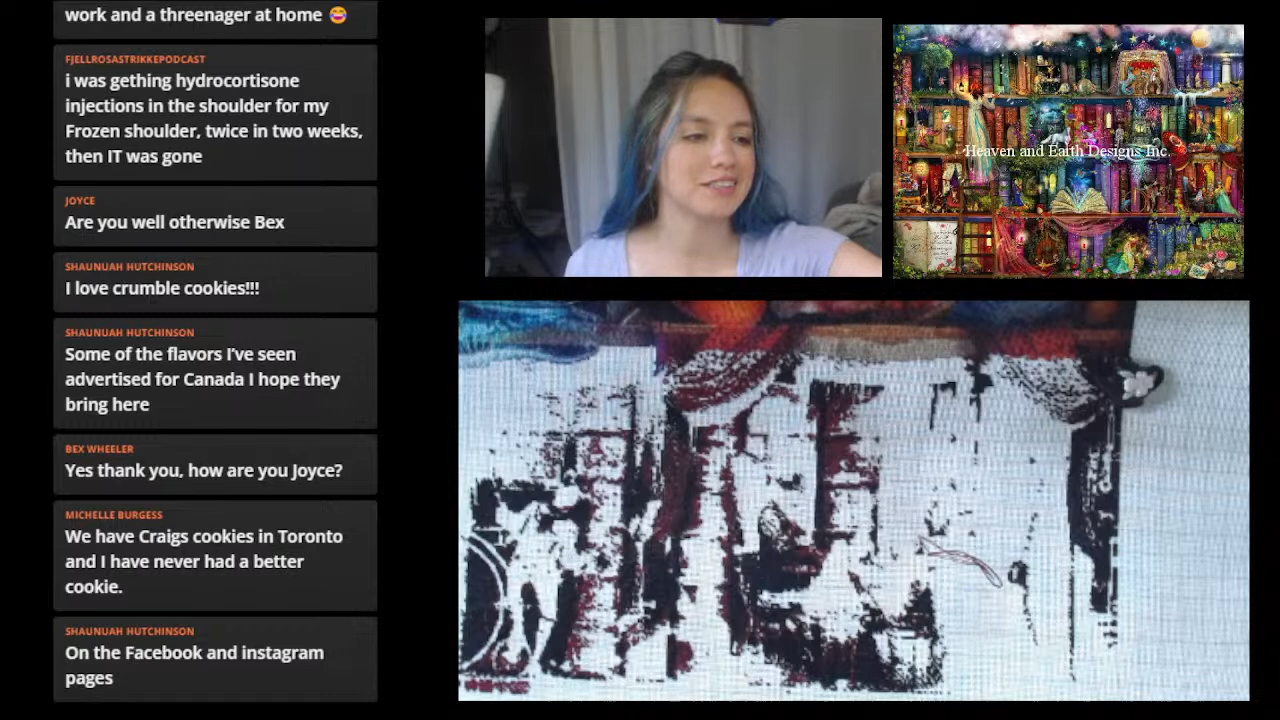 work and a threenager at home 😂
FJELLROSASTRIKKEPODCAST
i was gething hydrocortisone
injections in the shoulder for my
Frozen shoulder, twice in two weeks,
then IT was gone
JOYCE
Are you well otherwise Bex
SHAUNUAH HUTCHINSON
I love crumble cookies!!!
SHAUNUAH HUTCHINSON
Some of the flavors I've seen
advertised for Canada I hope they
bring here
BEX WHEELER
Yes thank you, how are you Joyce?
MICHELLE BURGESS
We have Craigs cookies in Toronto
and I have never had a better
cookie.
SHAUNUAH HUTCHINSON
On the Facebook and instagram
pages
Heaven and Earth Designs Inc.